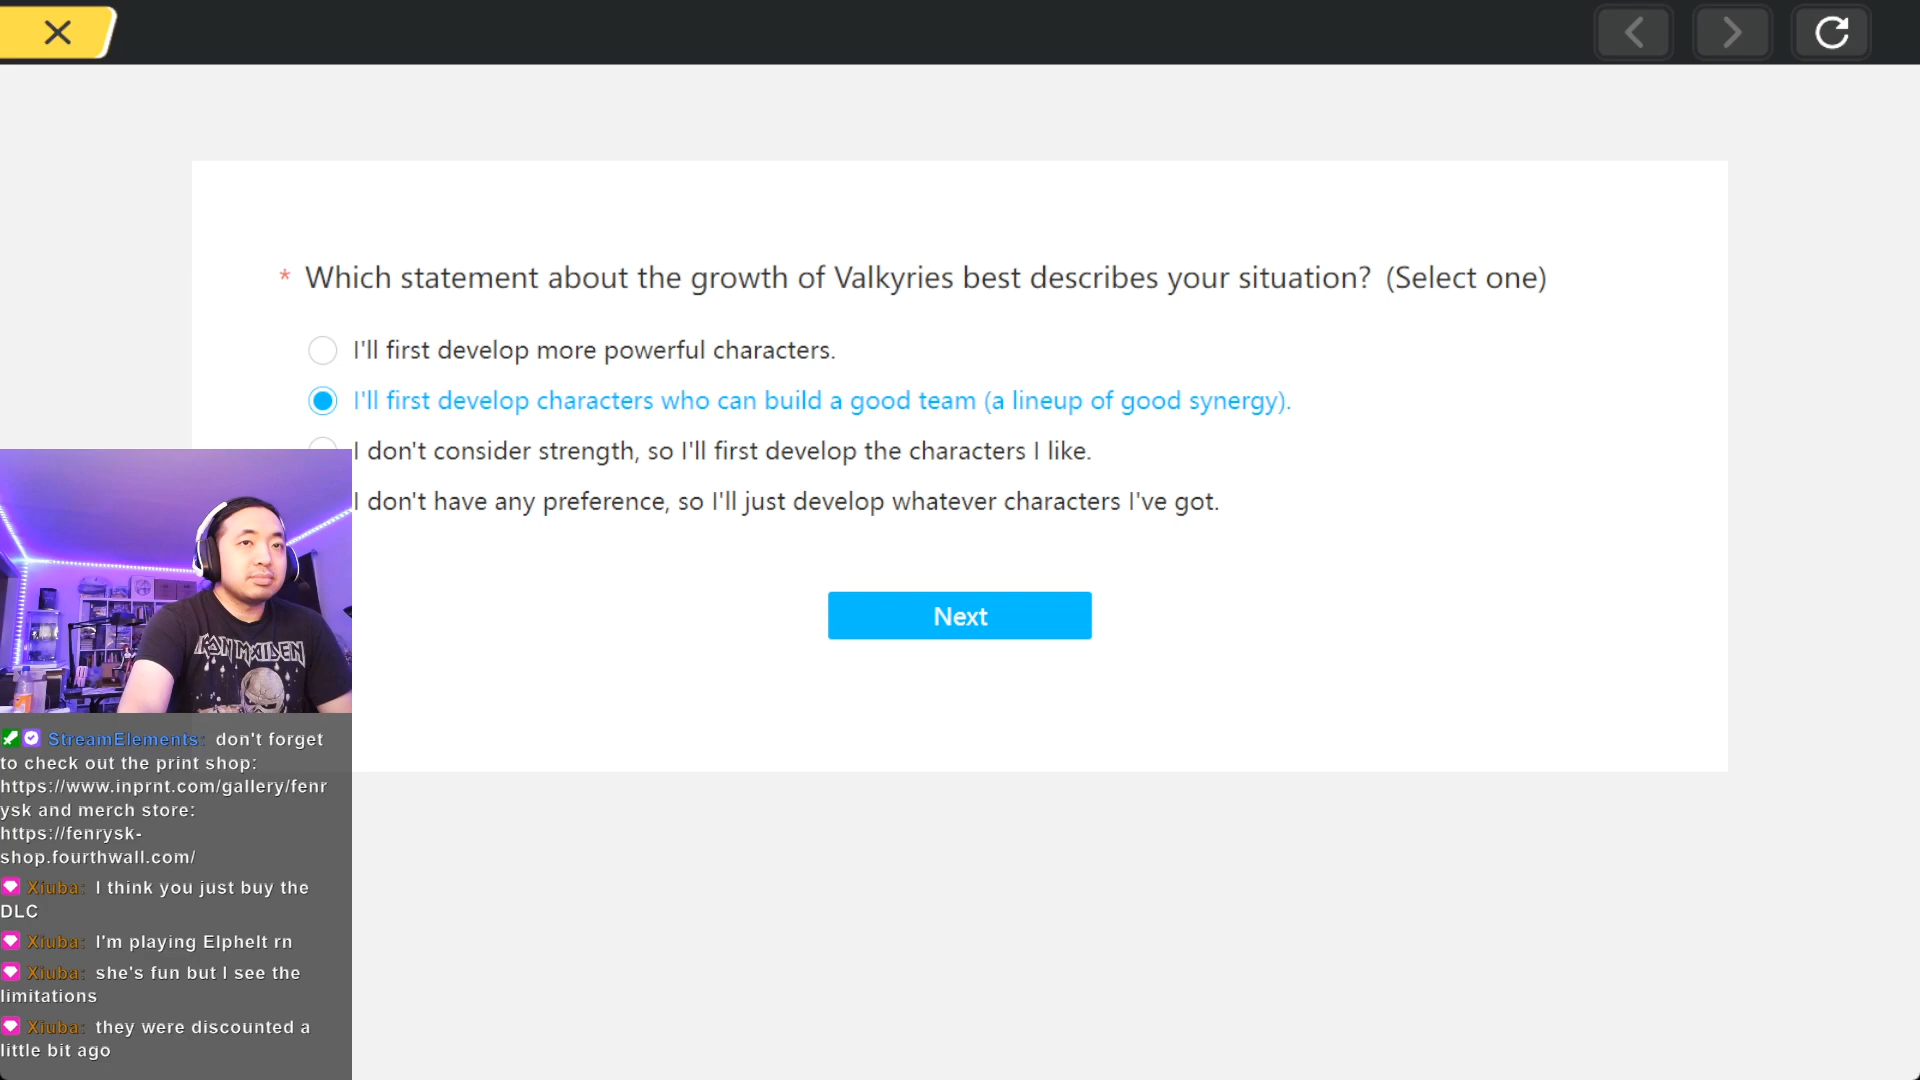 * Which statement about the growth of Valkyries best describes your situation? (Select one)
I'll first develop more powerful characters.
I'll first develop characters who can build a good team (a lineup of good synergy).
I don't consider strength, so I'll first develop the characters I like.
I don't have any preference, so I'll just develop whatever characters I've got.
Next
IRON MAIDEN
StreamElements: don't forget
to check out the print shop:
https://www.inprnt.com/gallery/fenr
ysk and merch store:
https://fenrysk-
shop.fourthwall.com/
Xiuba: I think you just buy the
DLC
Xiuba: I'm playing Elphelt rn
Xiuba: she's fun but I see the
limitations
Xiuba: they were discounted a
little bit ago